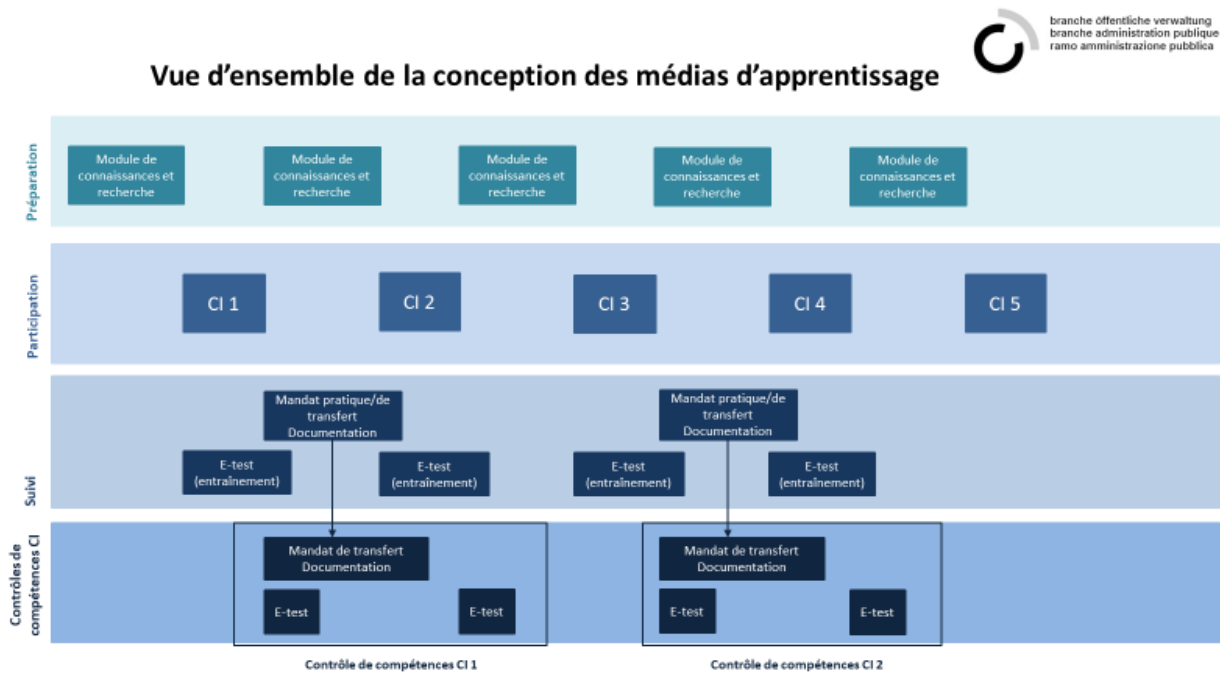 branche öffentliche verwaltung
branche administration publique
ramo amministrazione pubblica
Vue d'ensemble de la conception des médias d'apprentissage
Préparation
Module de
connaissances et
recherche
Module de
connaissances et
recherche
Module de
connaissances et
recherche
Module de
connaissances et
recherche
Module de
connaissances et
recherche
Participation
CI 1
CI 2
CI 3
CI 4
CI 5
Suivi
Mandat pratique/de
transfert
Documentation
Mandat pratique/de
transfert
Documentation
E-test
(entraînement)
E-test
(entraînement)
E-test
(entraînement)
E-test
(entraînement)
Contrôles de
compétences CI
Mandat de transfert
Documentation
Mandat de transfert
Documentation
E-test
E-test
E-test
E-test
Contrôle de compétences CI 1
Contrôle de compétences CI 2